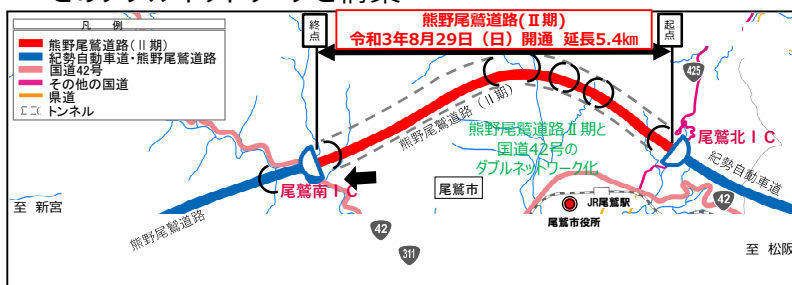 凡 例
熊野尾鷲道路(Ⅱ期)
紀勢自動車道・熊野尾鷲道路
国道42号
その他の国道
県道
トンネル
終点
熊野尾鷲道路(Ⅱ期)
令和3年8月29日（日）開通 延長5.4㎞
起点
425
熊野尾鷲道路（Ⅱ期）
熊野尾鷲道路Ⅱ期と
国道42号の
ダブルネットワーク化
尾鷲北ＩＣ
紀勢自動車道
尾鷲南ＩＣ
尾鷲市
JR尾鷲駅
尾鷲市役所
42
至 新宮
熊野尾鷲道路
42
311
至 松阪